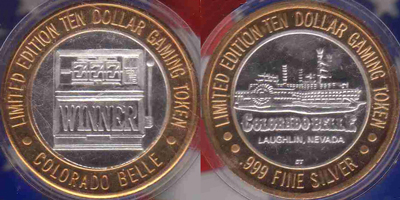 LIMITED EDITION TEN DOLLAR GAMING TOKEN
WINNER
• COLORADO BELLE •
LIMITED EDITION TEN DOLLAR GAMING TOKEN
COLORADO BELLE
LAUGHLIN, NEVADA
• .999 FINE SILVER •